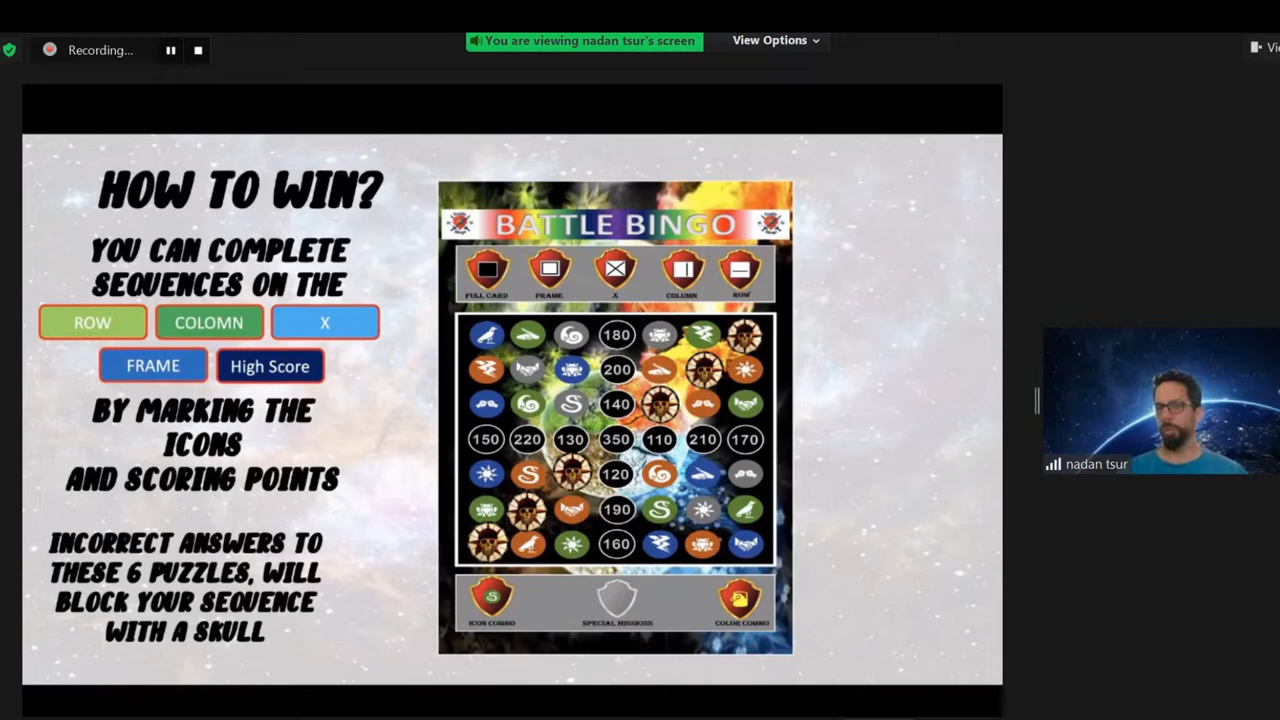 Recording...
You are viewing nadan tsur's screen
View Options
Vie
HOW TO WIN?
YOU CAN COMPLETE
SEQUENCES ON THE
ROW
COLOMN
X
FRAME
High Score
BY MARKING THE
ICONS
AND SCORING POINTS
INCORRECT ANSWERS TO
THESE 6 PUZZLES, WILL
BLOCK YOUR SEQUENCE
WITH A SKULL
BATTLE BINGO
FULL CARD
FRAME
X
COLUMN
ROW
180
200
140
150 220 130 350 110 210 170
120
190
160
ICON COMBO
SPECIAL MISSIONS
COLOR COMBO
nadan tsur